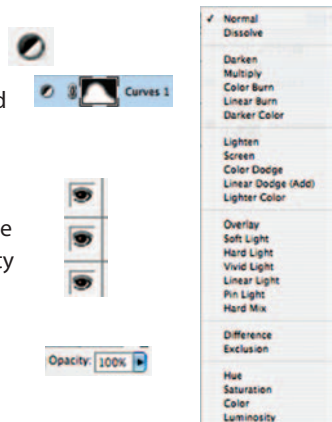 d
Curves 1
e
ty
Opacity: 100%
✓ Normal
Dissolve
Darken
Multiply
Color Burn
Linear Burn
Darker Color
Lighten
Screen
Color Dodge
Linear Dodge (Add)
Lighter Color
Overlay
Soft Light
Hard Light
Vivid Light
Linear Light
Pin Light
Hard Mix
Difference
Exclusion
Hue
Saturation
Color
Luminosity